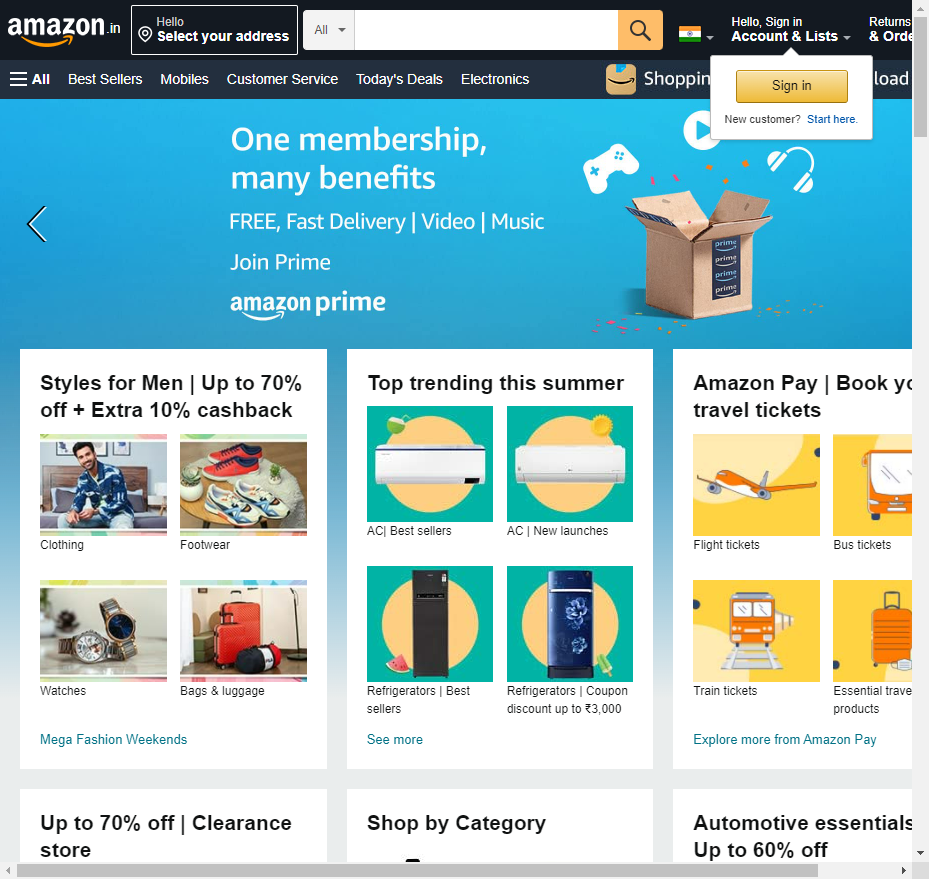 amazon.in
Hello
Select your address
All
Hello, Sign in
Account & Lists
Returns
& Orde
All
Best Sellers
Mobiles
Customer Service
Today's Deals
Electronics
Shoppin
load
Sign in
New customer? Start here.
One membership,
many benefits
FREE, Fast Delivery | Video | Music
Join Prime
amazon prime
prime
prime
prime
prime
Styles for Men | Up to 70%
off + Extra 10% cashback
Clothing
Footwear
Watches
Bags & luggage
Mega Fashion Weekends
Top trending this summer
AC| Best sellers
AC | New launches
Refrigerators | Best
sellers
Refrigerators | Coupon
discount up to ₹3,000
See more
Amazon Pay | Book yo
travel tickets
Flight tickets
Bus tickets
Train tickets
Essential trave
products
Explore more from Amazon Pay
Up to 70% off | Clearance
store
Shop by Category
Automotive essentials
Up to 60% off